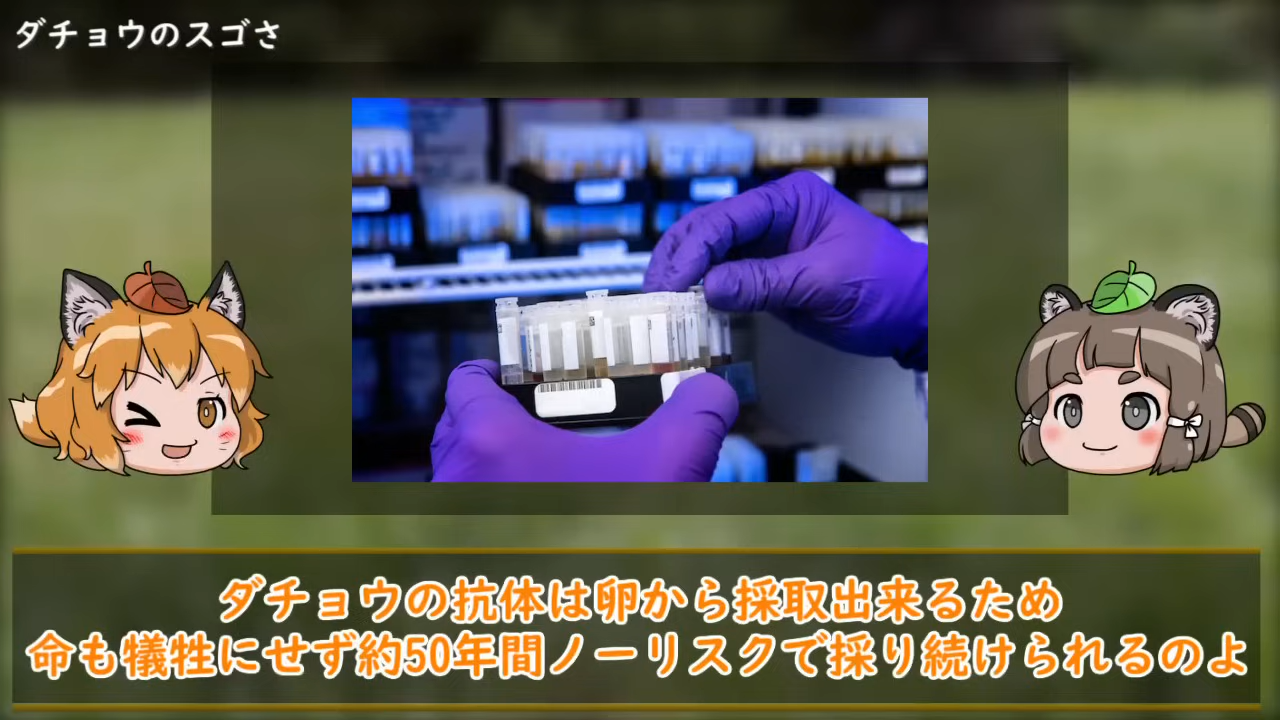 ダチョウのスゴさ
ダチョウの抗体は卵から採取出来るため
命も犠牲にせず約50年間ノーリスクで採り続けられるのよ